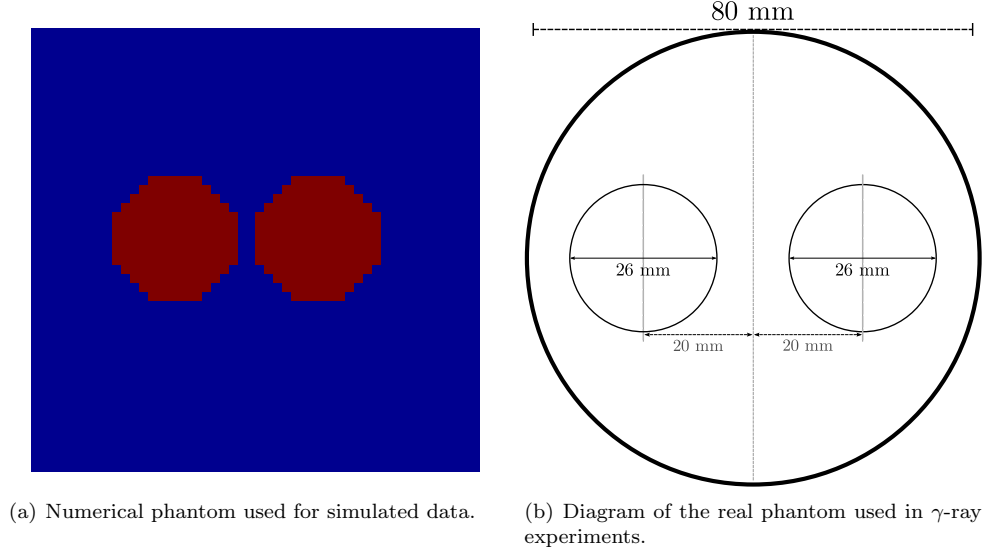 80 mm
26 mm
26 mm
20 mm
20 mm
(a) Numerical phantom used for simulated data.
(b) Diagram of the real phantom used in γ-ray
experiments.